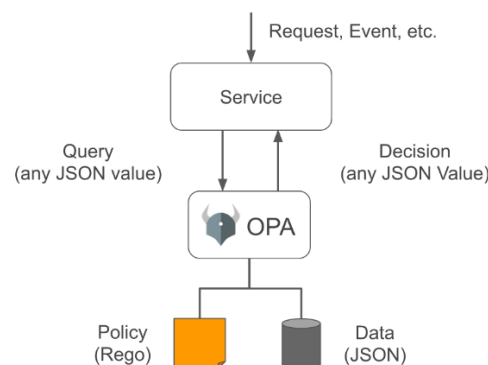 Request, Event, etc.
Service
Query
(any JSON value)
Decision
(any JSON Value)
OPA
Policy
(Rego)
Data
(JSON)